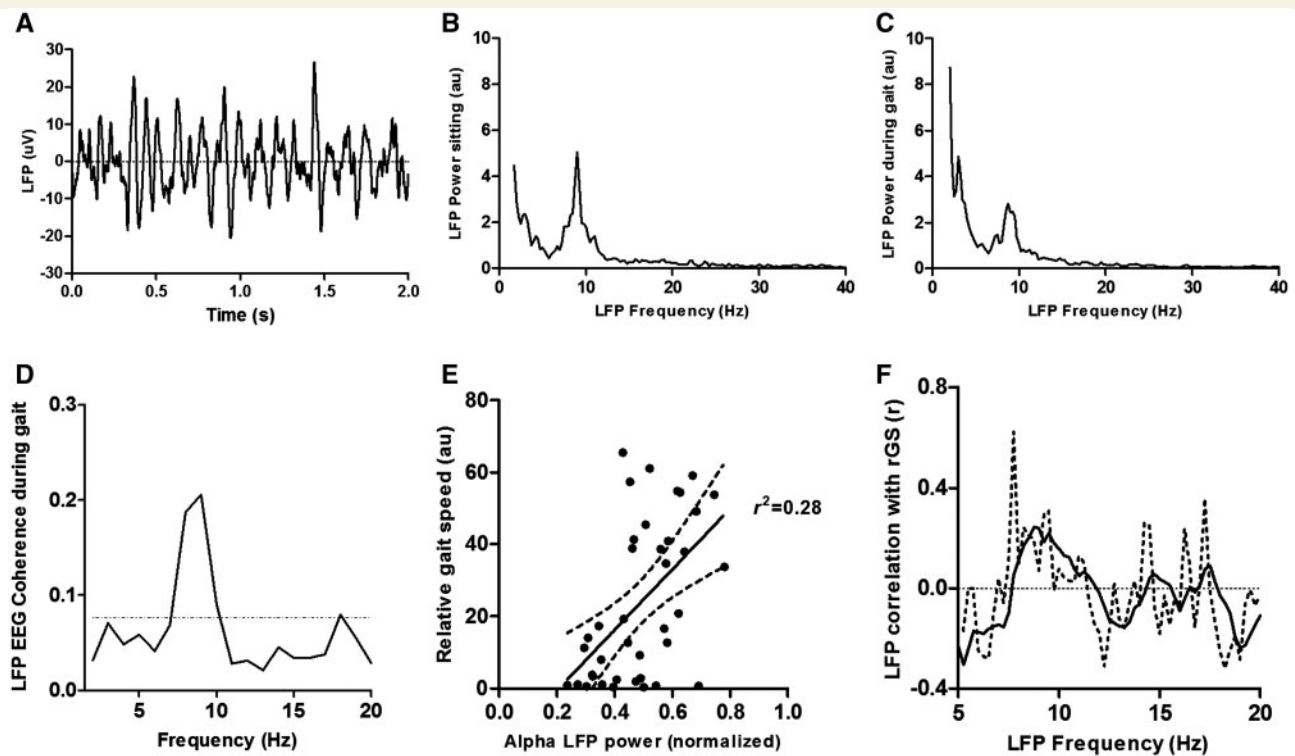 A
LFP (uV)
30
20
10
0
-10
-20
-30
0.0 0.5 1.0 1.5 2.0
Time (s)
B
LFP Power sitting (au)
10
8
6
4
2
0
0 10 20 30 40
LFP Frequency (Hz)
C
LFP Power during gait (au)
10
8
6
4
2
0
0 10 20 30 40
LFP Frequency (Hz)
D
LFP EEG Coherence during gait
0.3
0.2
0.1
0.0
5 10 15 20
Frequency (Hz)
E
Relative gait speed (au)
80
60
40
20
0
r²=0.28
0.0 0.2 0.4 0.6 0.8 1.0
Alpha LFP power (normalized)
F
LFP correlation with rGS (r)
0.8
0.4
0.0
-0.4
5 10 15 20
LFP Frequency (Hz)